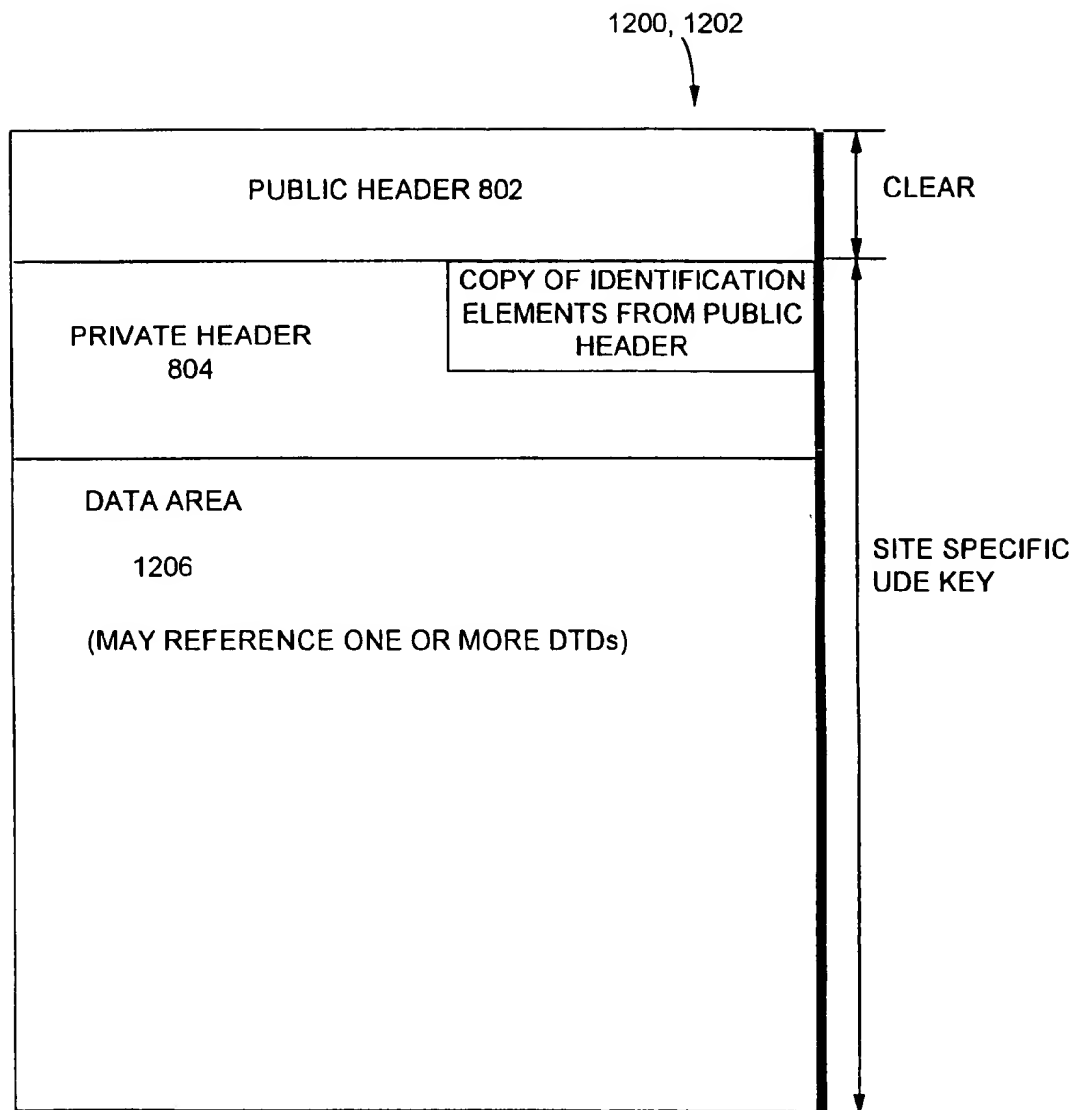 1200, 1202
PUBLIC HEADER 802
CLEAR
COPY OF IDENTIFICATION
ELEMENTS FROM PUBLIC
HEADER
PRIVATE HEADER
804
DATA AREA
1206
(MAY REFERENCE ONE OR MORE DTDs)
SITE SPECIFIC
UDE KEY